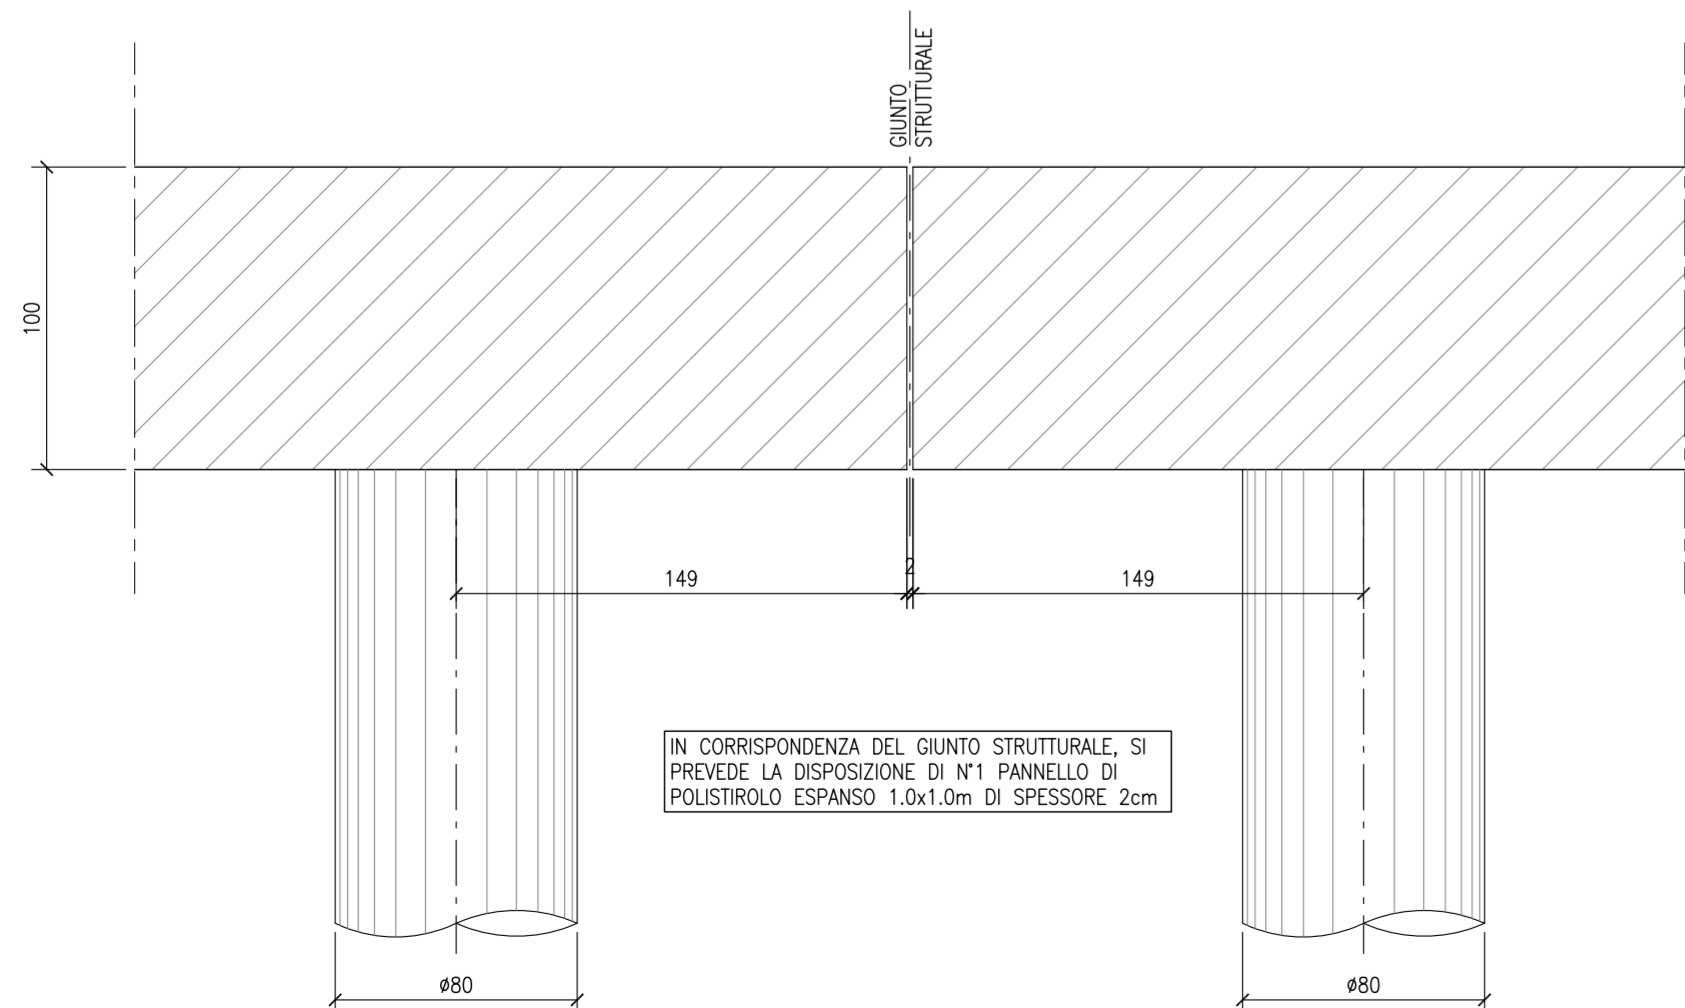 GIUNTO
STRUTTURALE
100
149
2
149
IN CORRISPONDENZA DEL GIUNTO STRUTTURALE, SI
PREVEDE LA DISPOSIZIONE DI N°1 PANNELLO DI
POLISTIROLO ESPANSO 1.0x1.0m DI SPESSORE 2cm
ø80
ø80